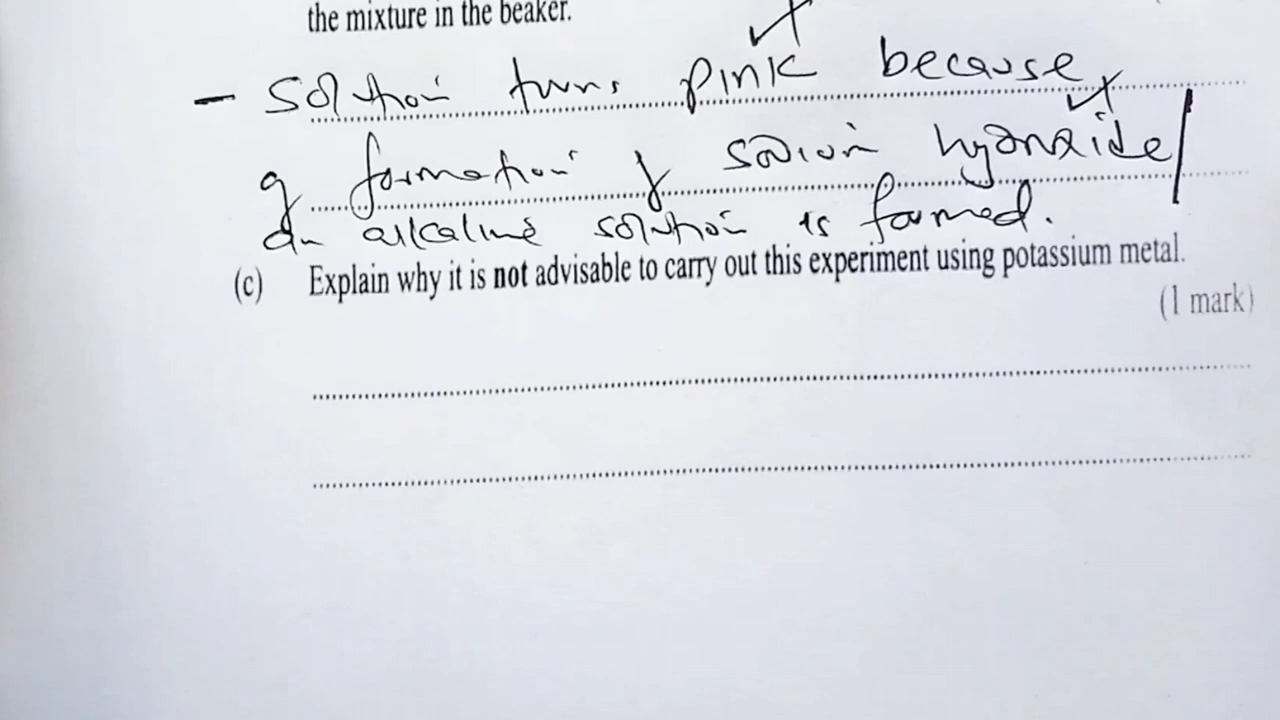 the mixture in the beaker.
- Solution turns pink because
of formation of sodium hydroxide/
an alkaline solution is formed.
(c) Explain why it is not advisable to carry out this experiment using potassium metal.
(1 mark)